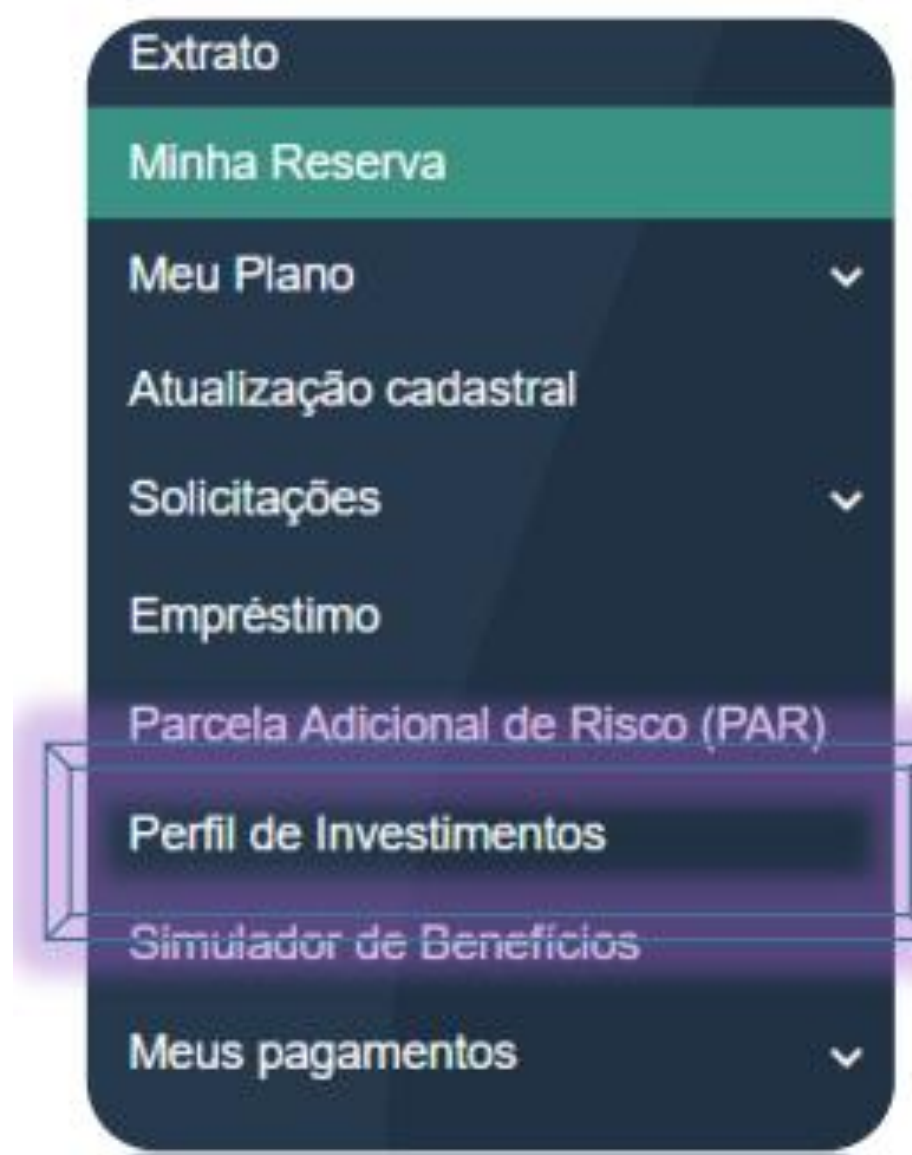 Extrato
Minha Reserva
Meu Plano
Atualização cadastral
Solicitações
Empréstimo
Parcela Adicional de Risco (PAR)
Perfil de Investimentos
Simulador de Benefícios
Meus pagamentos